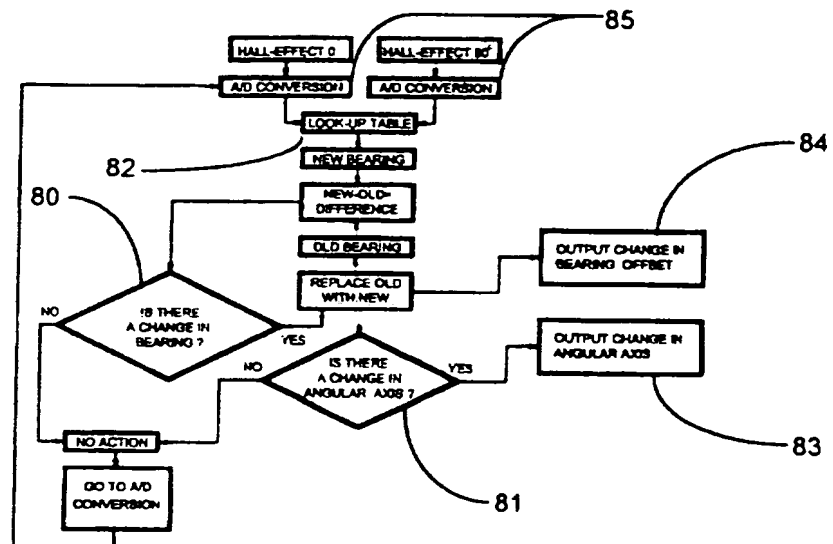 85
HALL-EFFECT 0
HALL-EFFECT 90°
A/D CONVERSION
A/D CONVERSION
LOOK-UP TABLE
82
NEW BEARING
84
80
NEW-OLD=
DIFFERENCE
OLD BEARING
OUTPUT CHANGE IN
BEARING OFFSET
REPLACE OLD
WITH NEW
NO
IS THERE
A CHANGE IN
BEARING ?
YES
OUTPUT CHANGE IN
ANGULAR AXIS
NO
IS THERE
A CHANGE IN
ANGULAR AXIS ?
YES
NO ACTION
83
GO TO A/D
CONVERSION
81